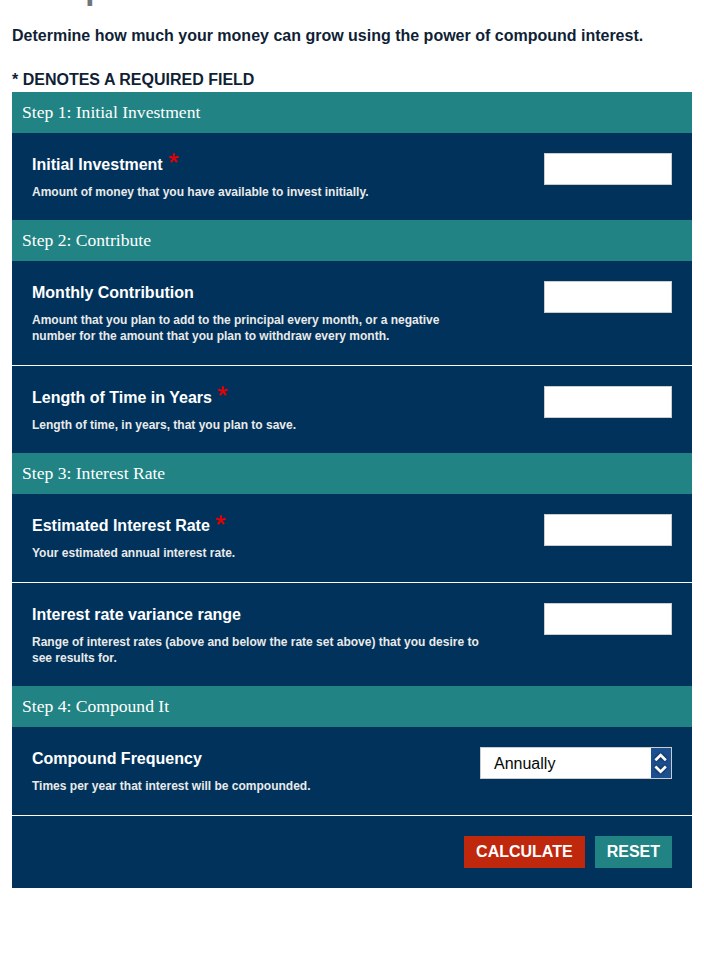 Determine how much your money can grow using the power of compound interest.
* DENOTES A REQUIRED FIELD
Step 1: Initial Investment
Initial Investment *
Amount of money that you have available to invest initially.
Step 2: Contribute
Monthly Contribution
Amount that you plan to add to the principal every month, or a negative
number for the amount that you plan to withdraw every month.
Length of Time in Years *
Length of time, in years, that you plan to save.
Step 3: Interest Rate
Estimated Interest Rate *
Your estimated annual interest rate.
Interest rate variance range
Range of interest rates (above and below the rate set above) that you desire to
see results for.
Step 4: Compound It
Compound Frequency
Annually
Times per year that interest will be compounded.
CALCULATE RESET